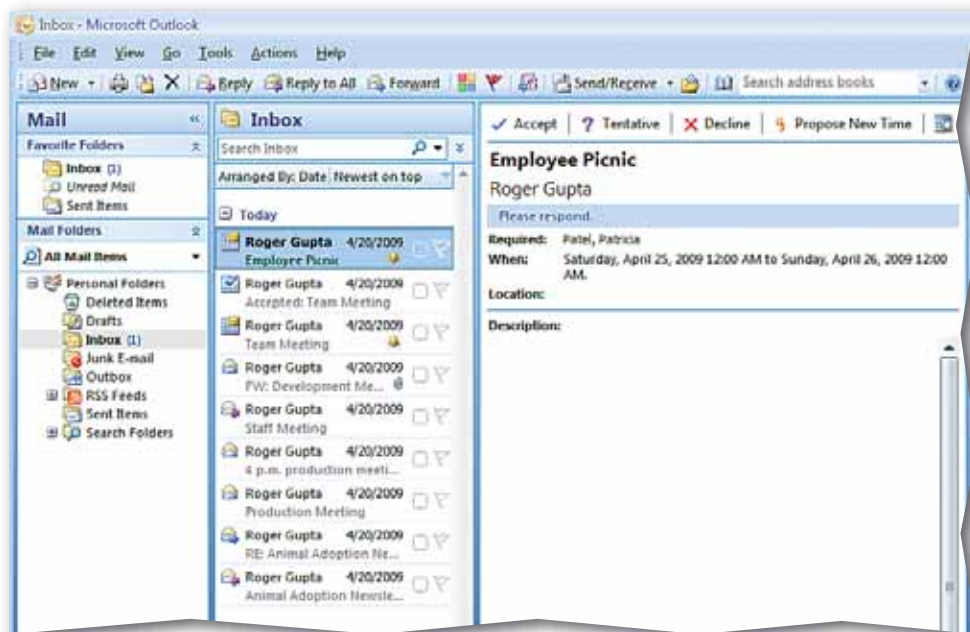 Inbox - Microsoft Outlook
File Edit View Go Tools Actions Help
New Reply Reply to All Forward Send/Receive Search address books
Mail
Favorite Folders
Inbox (1)
Unread Mail
Sent Items
Mail Folders
All Mail Items
Personal Folders
Deleted Items
Drafts
Inbox (1)
Junk E-mail
Outbox
RSS Feeds
Sent Items
Search Folders
Inbox
Search Inbox
Arranged By: Date Newest on top
Today
Roger Gupta 4/20/2009
Employee Picnic
Roger Gupta 4/20/2009
Accepted: Team Meeting
Roger Gupta 4/20/2009
Team Meeting
Roger Gupta 4/20/2009
FW: Development Me...
Roger Gupta 4/20/2009
Staff Meeting
Roger Gupta 4/20/2009
4 p.m. production meeti...
Roger Gupta 4/20/2009
Production Meeting
Roger Gupta 4/20/2009
RE: Animal Adoption Ne...
Roger Gupta 4/20/2009
Animal Adoption Newsle...
Accept Tentative Decline Propose New Time
Employee Picnic
Roger Gupta
Please respond.
Required: Patel, Patricia
When: Saturday, April 25, 2009 12:00 AM to Sunday, April 26, 2009 12:00
AM.
Location:
Description: